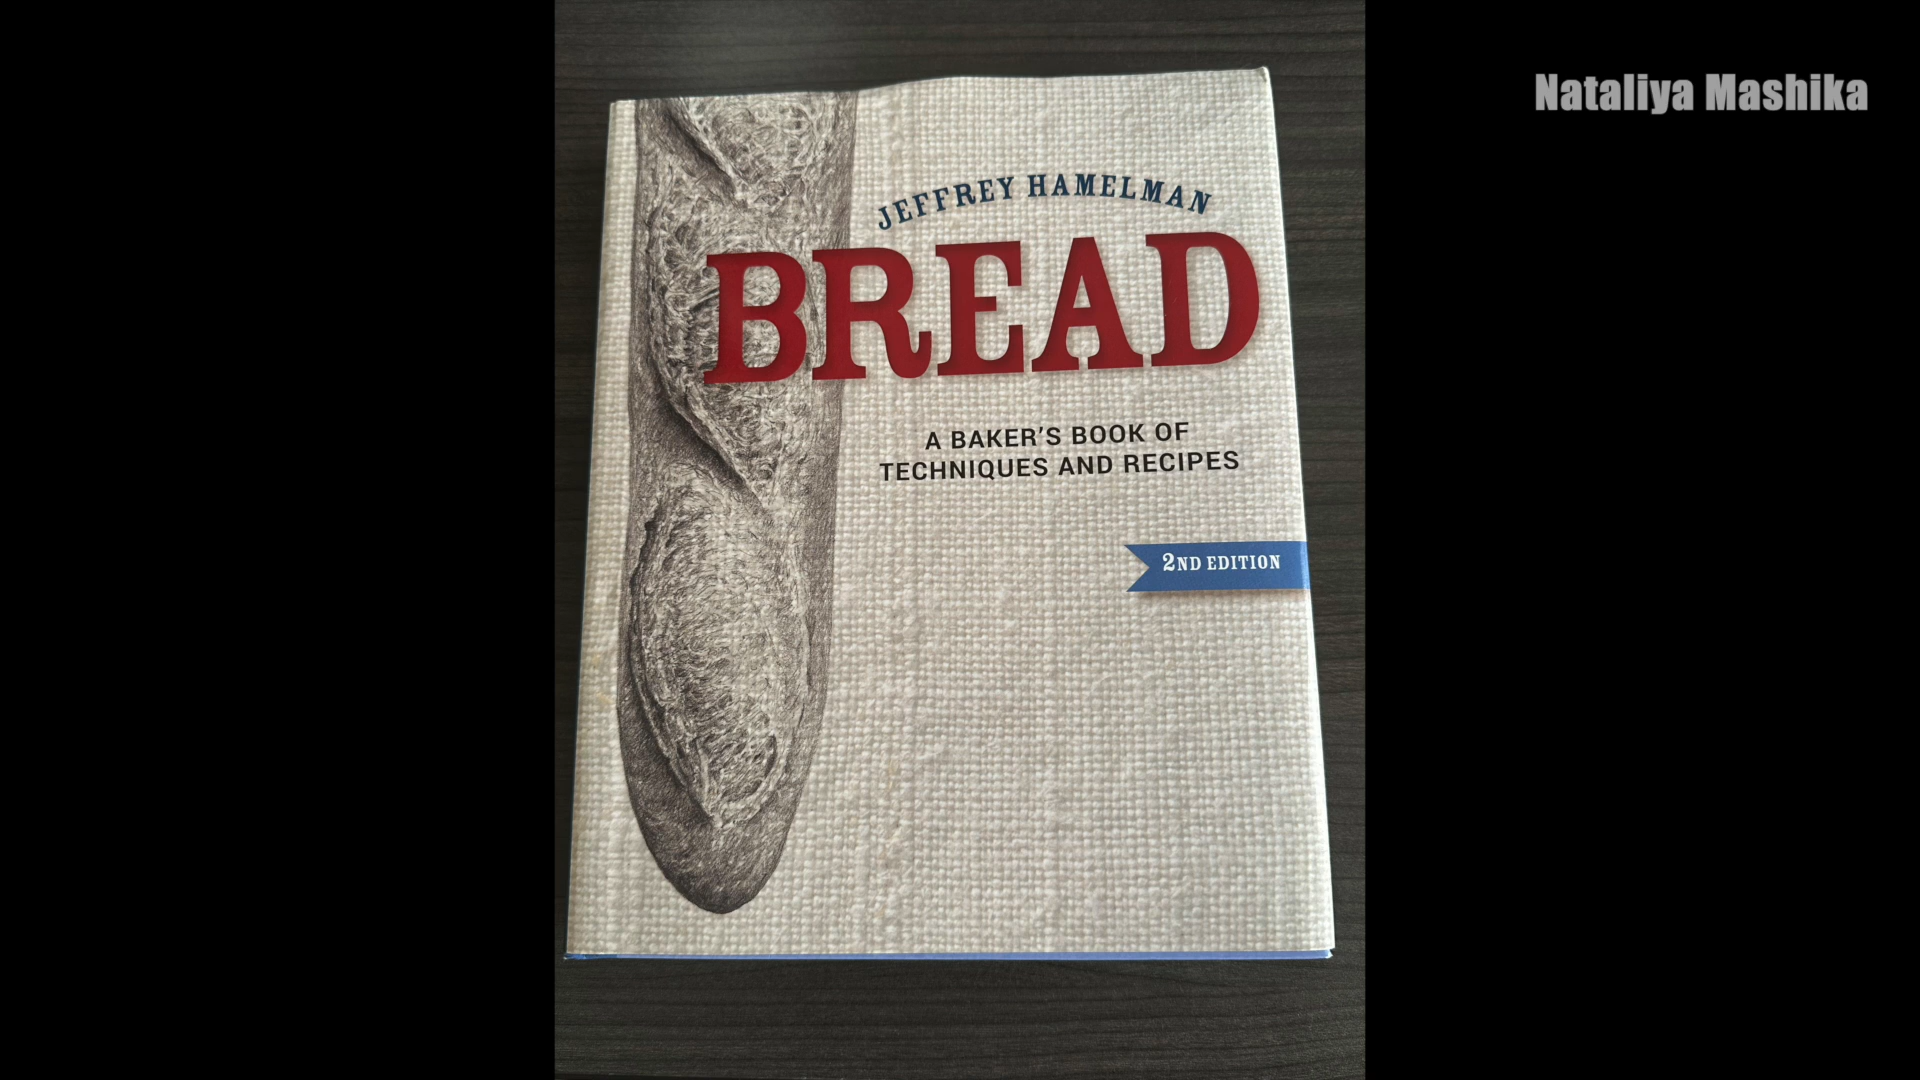 Nataliya Mashika
JEFFREY HAMELMAN
BREAD
A BAKER'S BOOK OF
TECHNIQUES AND RECIPES
2ND EDITION